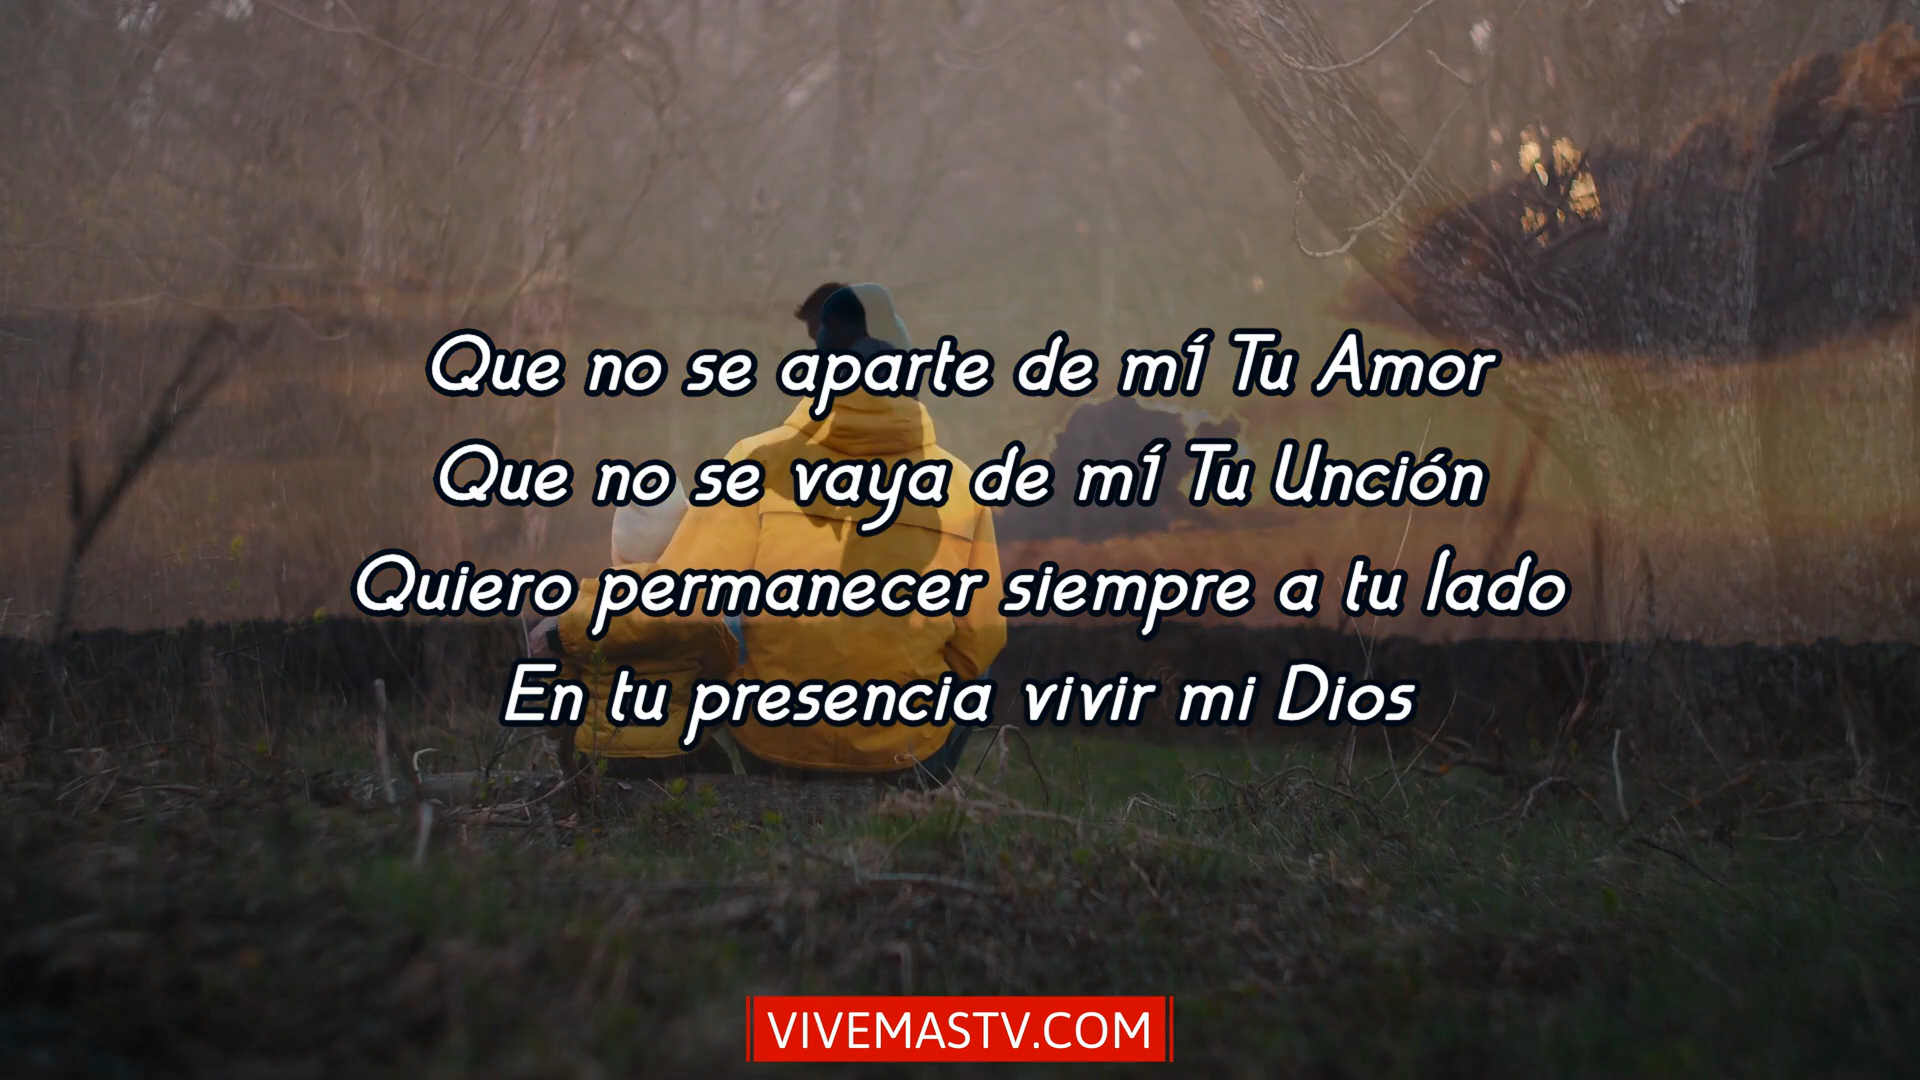 Que no se aparte de mí Tu Amor
Que no se vaya de mí Tu Unción
Quiero permanecer siempre a tu lado
En tu presencia vivir mi Dios
VIVEMASTV.COM